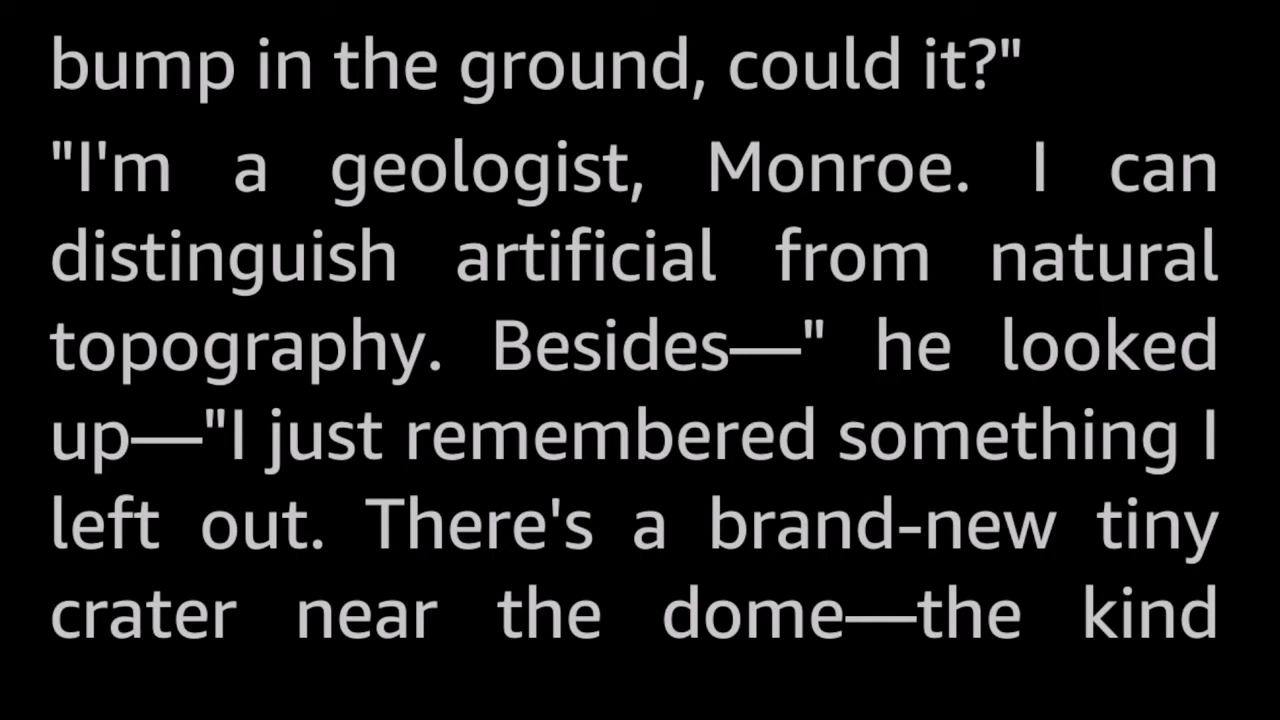 bump in the ground, could it?"
"I'm a geologist, Monroe. I can
distinguish artificial from natural
topography. Besides—" he looked
up—"I just remembered something I
left out. There's a brand-new tiny
crater near the dome—the kind